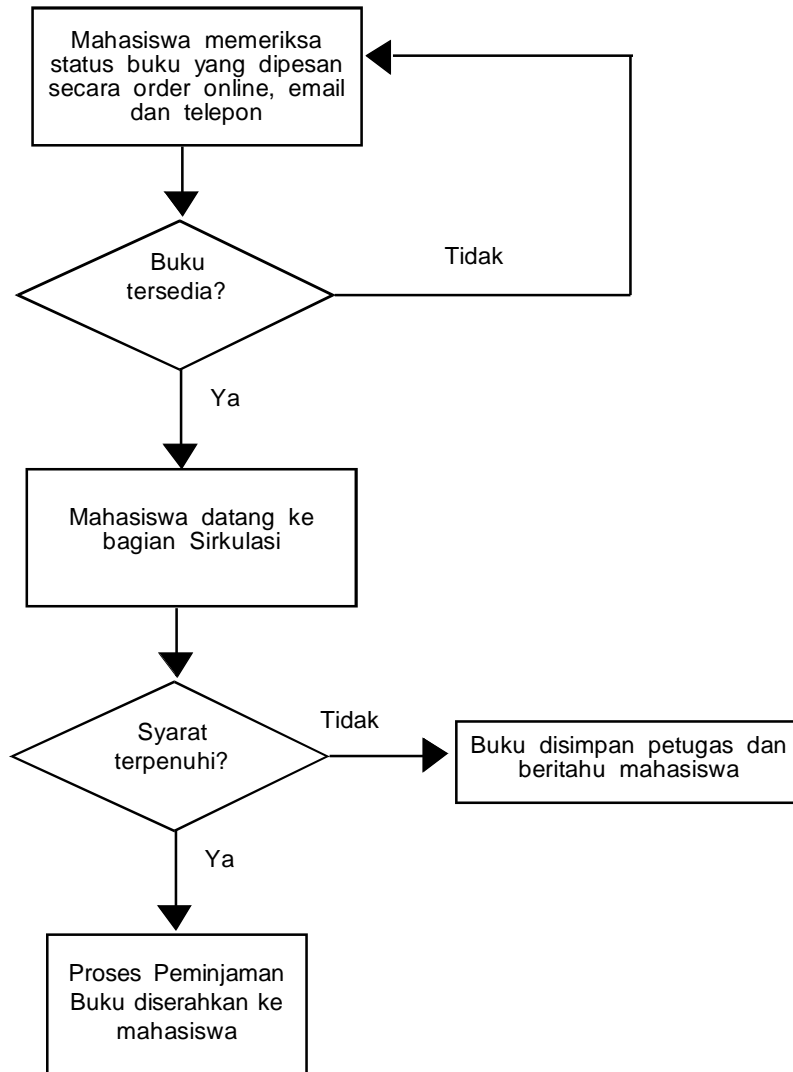 Mahasiswa memeriksa
status buku yang dipesan
secara order online, email
dan telepon
Buku
tersedia?
Tidak
Ya
Mahasiswa datang ke
bagian Sirkulasi
Syarat
terpenuhi?
Tidak
Buku disimpan petugas dan
beritahu mahasiswa
Ya
Proses Peminjaman
Buku diserahkan ke
mahasiswa